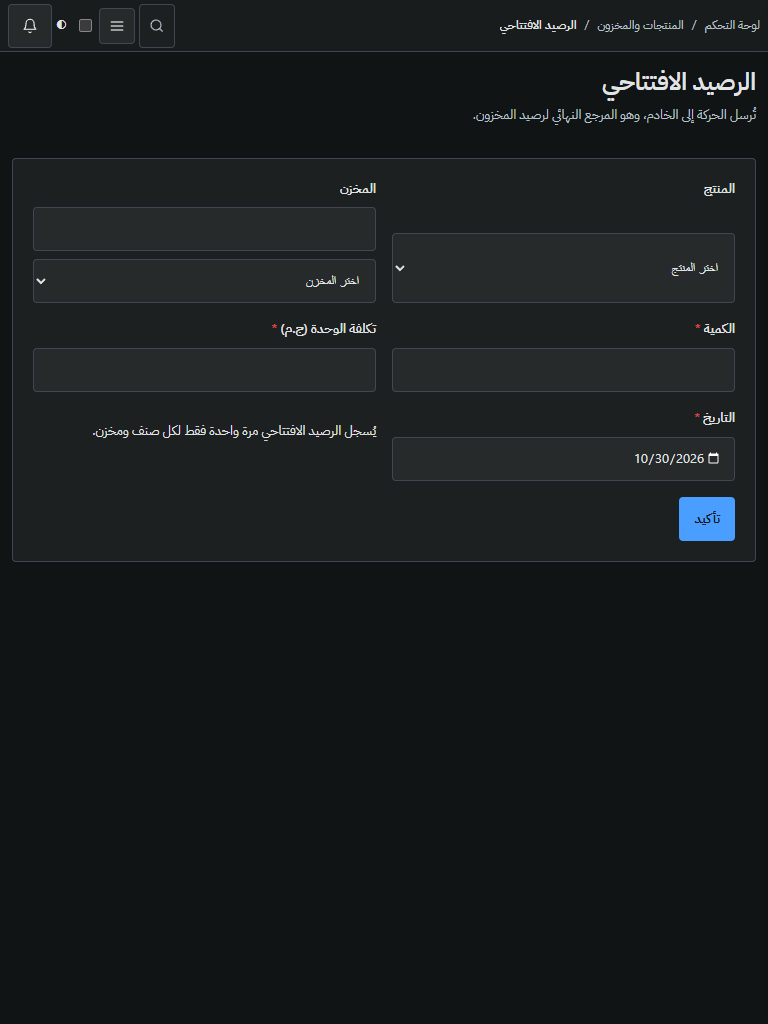 لوحة التحكم / المنتجات والمخزون / الرصيد الافتتاحي
الرصيد الافتتاحي
تُرسل الحركة إلى الخادم، وهو المرجع النهائي لرصيد المخزون.
المنتج
اختر المنتج
المخزن
اختر المخزن
الكمية *
تكلفة الوحدة (ج.م) *
التاريخ *
10/30/2026
يُسجل الرصيد الافتتاحي مرة واحدة فقط لكل صنف ومخزن.
تأكيد